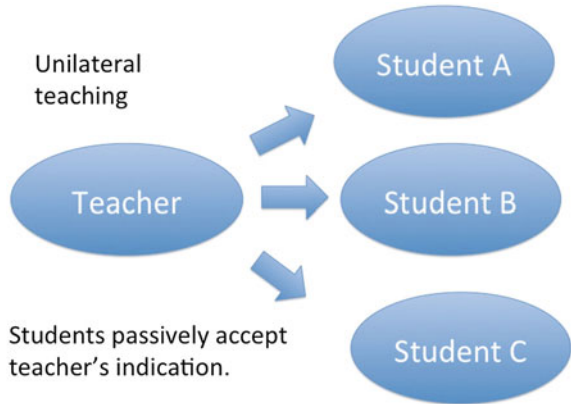 Unilateral
teaching
Student A
Teacher
Student B
Students passively accept
teacher's indication.
Student C